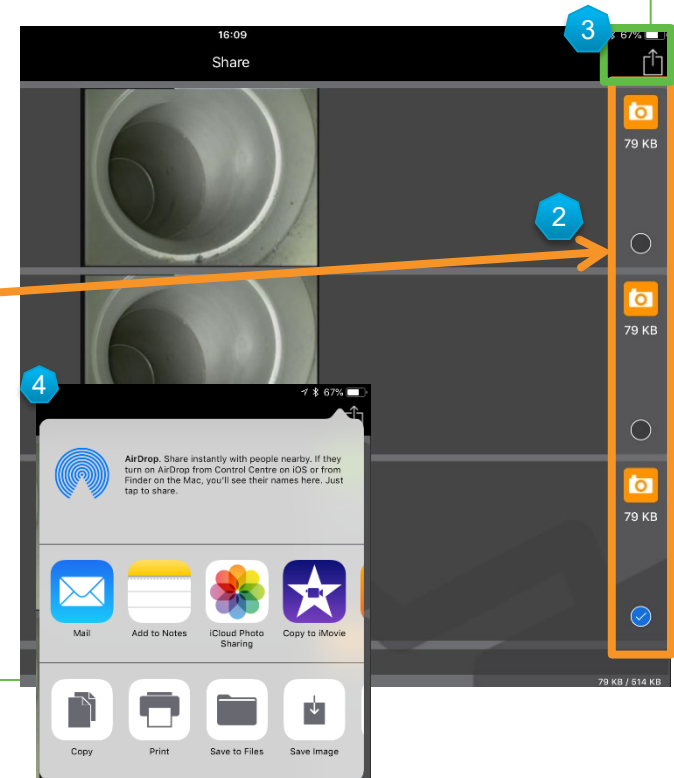 3
16:09
67%
Share
79 KB
2
79 KB
4
67%
AirDrop. Share instantly with people nearby. If they
turn on AirDrop from Control Centre on iOS or from
Finder on the Mac, you'll see their names here. Just
tap to share.
79 KB
Mail
Add to Notes
iCloud Photo
Sharing
Copy to iMovie
79 KB / 514 KB
Copy
Print
Save to Files
Save Image